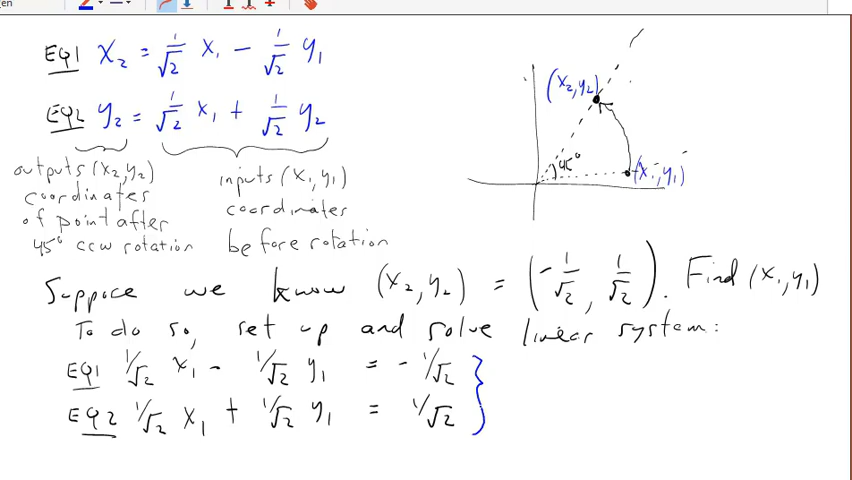 en
EQ1 x₂ = 1/√2 x₁ − 1/√2 y₁
EQ2 y₂ = 1/√2 x₁ + 1/√2 y₂
outputs (x₂, y₂)
coordinates
of point after
45° ccw rotation
inputs (x₁, y₁)
coordinates
before rotation
(x₂, y₂)
45°
(x₁, y₁)
Suppose we know (x₂, y₂) = (−1/√2, 1/√2). Find (x₁, y₁)
To do so, set up and solve linear system:
EQ1 1/√2 x₁ − 1/√2 y₁ = −1/√2
EQ2 1/√2 x₁ + 1/√2 y₁ = 1/√2